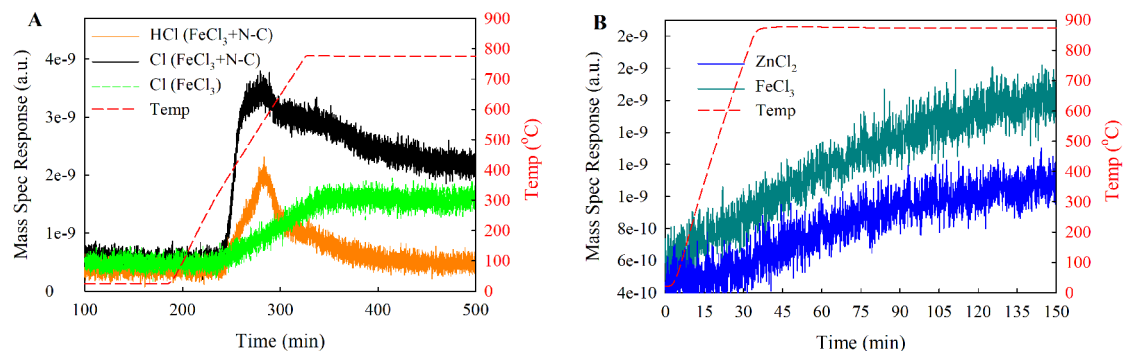 A
HCl (FeCl3+N-C)
Cl (FeCl3+N-C)
Cl (FeCl3)
Temp
Mass Spec Response (a.u.)
4e-9
3e-9
2e-9
1e-9
0
100
200
300
400
500
Time (min)
900
800
700
600
500
400
300
200
100
0
Temp (°C)
B
ZnCl2
FeCl3
Temp
Mass Spec Response (a.u.)
2e-9
2e-9
2e-9
1e-9
1e-9
1e-9
8e-10
6e-10
4e-10
0
15
30
45
60
75
90
105
120
135
150
Time (min)
900
800
700
600
500
400
300
200
100
0
Temp (°C)